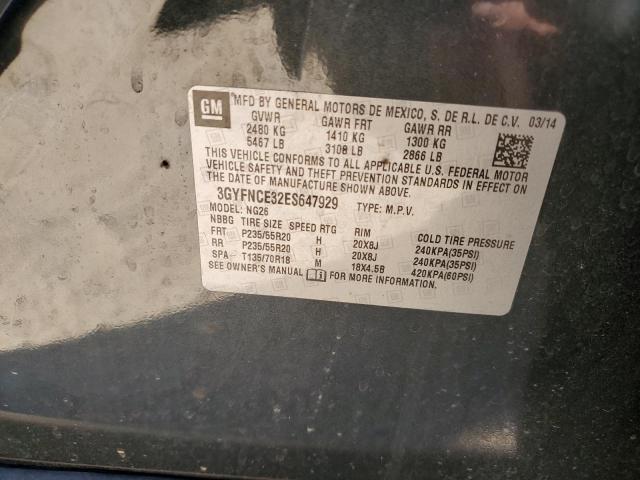 GM
MFD BY GENERAL MOTORS DE MEXICO, S. DE R.L. DE C.V. 03/14
GVWR GAWR FRT GAWR RR
2480 KG 1410 KG 1300 KG
5467 LB 3108 LB 2866 LB
THIS VEHICLE CONFORMS TO ALL APPLICABLE U.S. FEDERAL MOTOR
VEHICLE SAFETY AND THEFT PREVENTION STANDARDS IN EFFECT ON
THE DATE OF MANUFACTURE SHOWN ABOVE.
3GYFNCE32ES647929 TYPE: M.P.V.
MODEL: NG26
NBBG TIRE SIZE SPEED RTG RIM COLD TIRE PRESSURE
FRT P235/55R20 H 20X8J 240KPA(35PSI)
RR P235/55R20 H 20X8J 240KPA(35PSI)
SPA T135/70R18 M 18X4.5B 420KPA(60PSI)
SEE OWNER'S MANUAL FOR MORE INFORMATION.